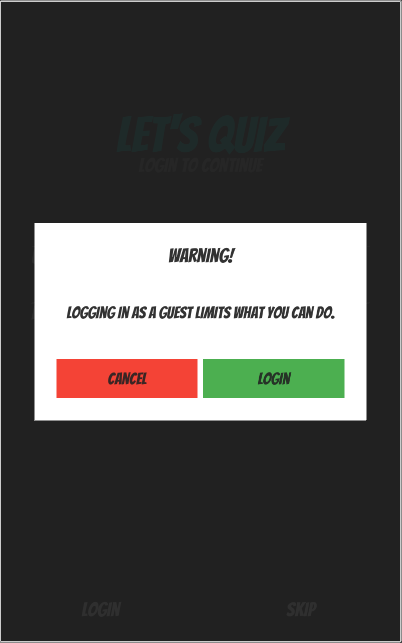 LET'S QUIZ
LOGIN TO CONTINUE
WARNING!
LOGGING IN AS A GUEST LIMITS WHAT YOU CAN DO.
CANCEL LOGIN
LOGIN SKIP